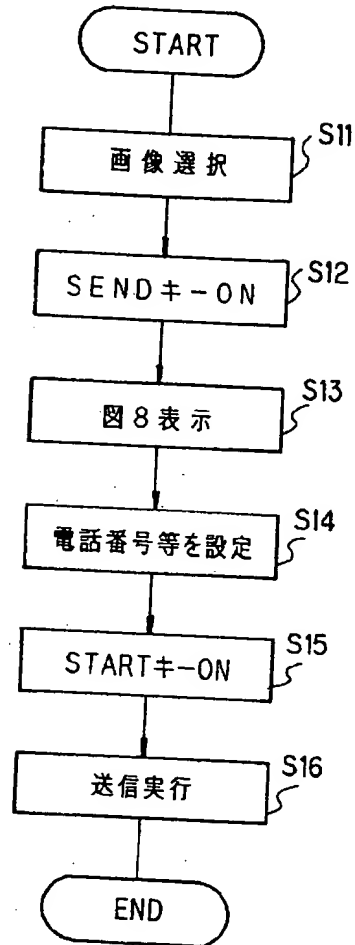 START
画像選択
S11
SENDキーON
S12
図8表示
S13
電話番号等を設定
S14
STARTキーON
S15
送信実行
S16
END